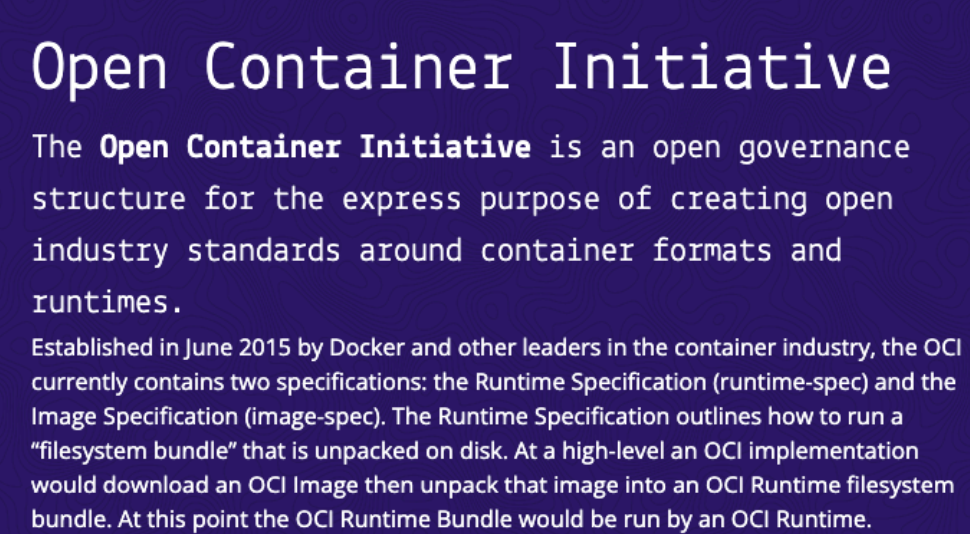 Open Container Initiative
The Open Container Initiative is an open governance
structure for the express purpose of creating open
industry standards around container formats and
runtimes.
Established in June 2015 by Docker and other leaders in the container industry, the OCI
currently contains two specifications: the Runtime Specification (runtime-spec) and the
Image Specification (image-spec). The Runtime Specification outlines how to run a
“filesystem bundle” that is unpacked on disk. At a high-level an OCI implementation
would download an OCI Image then unpack that image into an OCI Runtime filesystem
bundle. At this point the OCI Runtime Bundle would be run by an OCI Runtime.